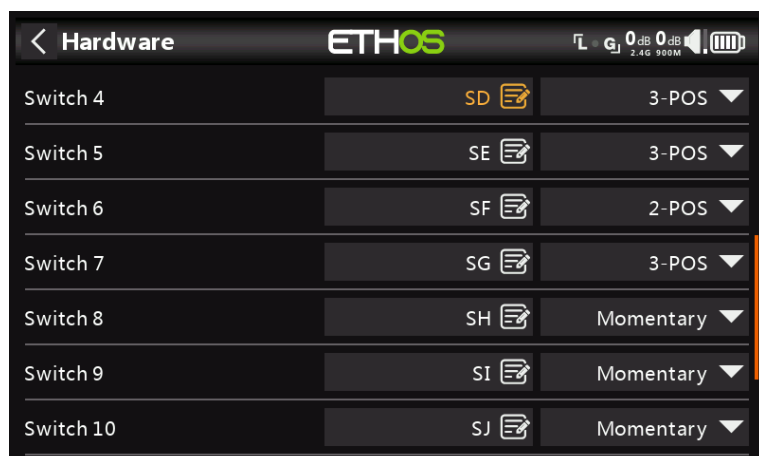 Hardware ETHOS L G 0dB 0dB
2.4G 900M
Switch 4 SD 3-POS
Switch 5 SE 3-POS
Switch 6 SF 2-POS
Switch 7 SG 3-POS
Switch 8 SH Momentary
Switch 9 SI Momentary
Switch 10 SJ Momentary